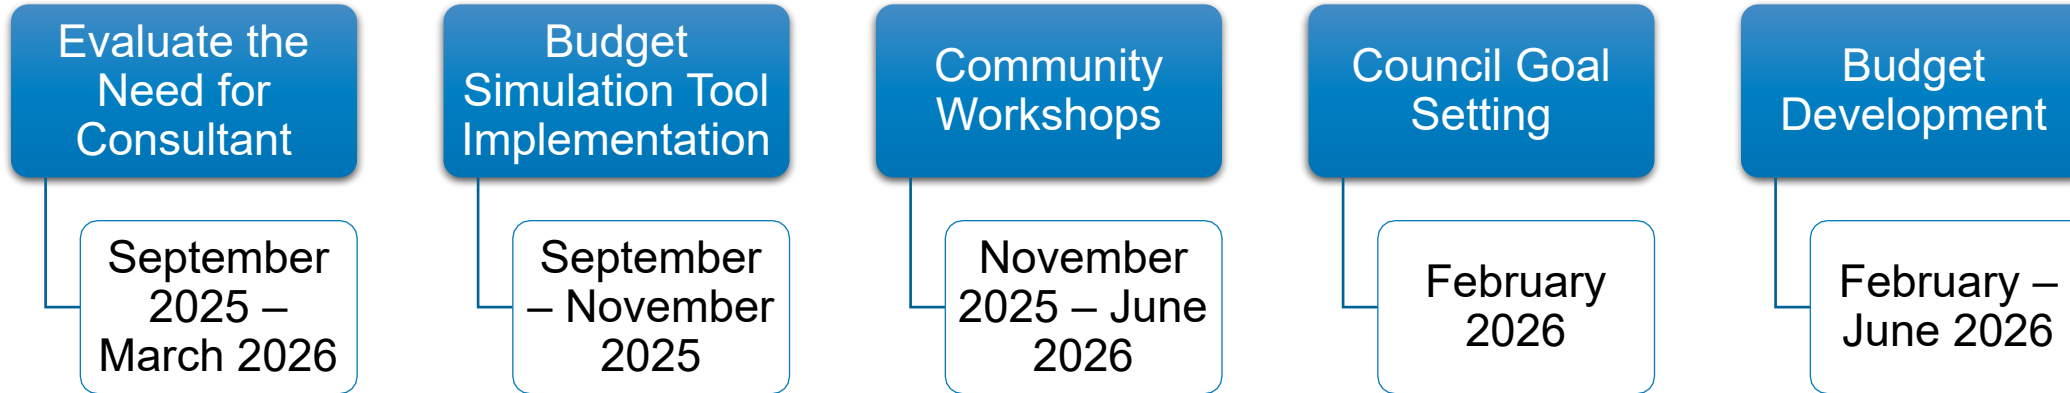 Evaluate the
Need for
Consultant
September
2025 –
March 2026
Budget
Simulation Tool
Implementation
September
– November
2025
Community
Workshops
November
2025 – June
2026
Council Goal
Setting
February
2026
Budget
Development
February –
June 2026